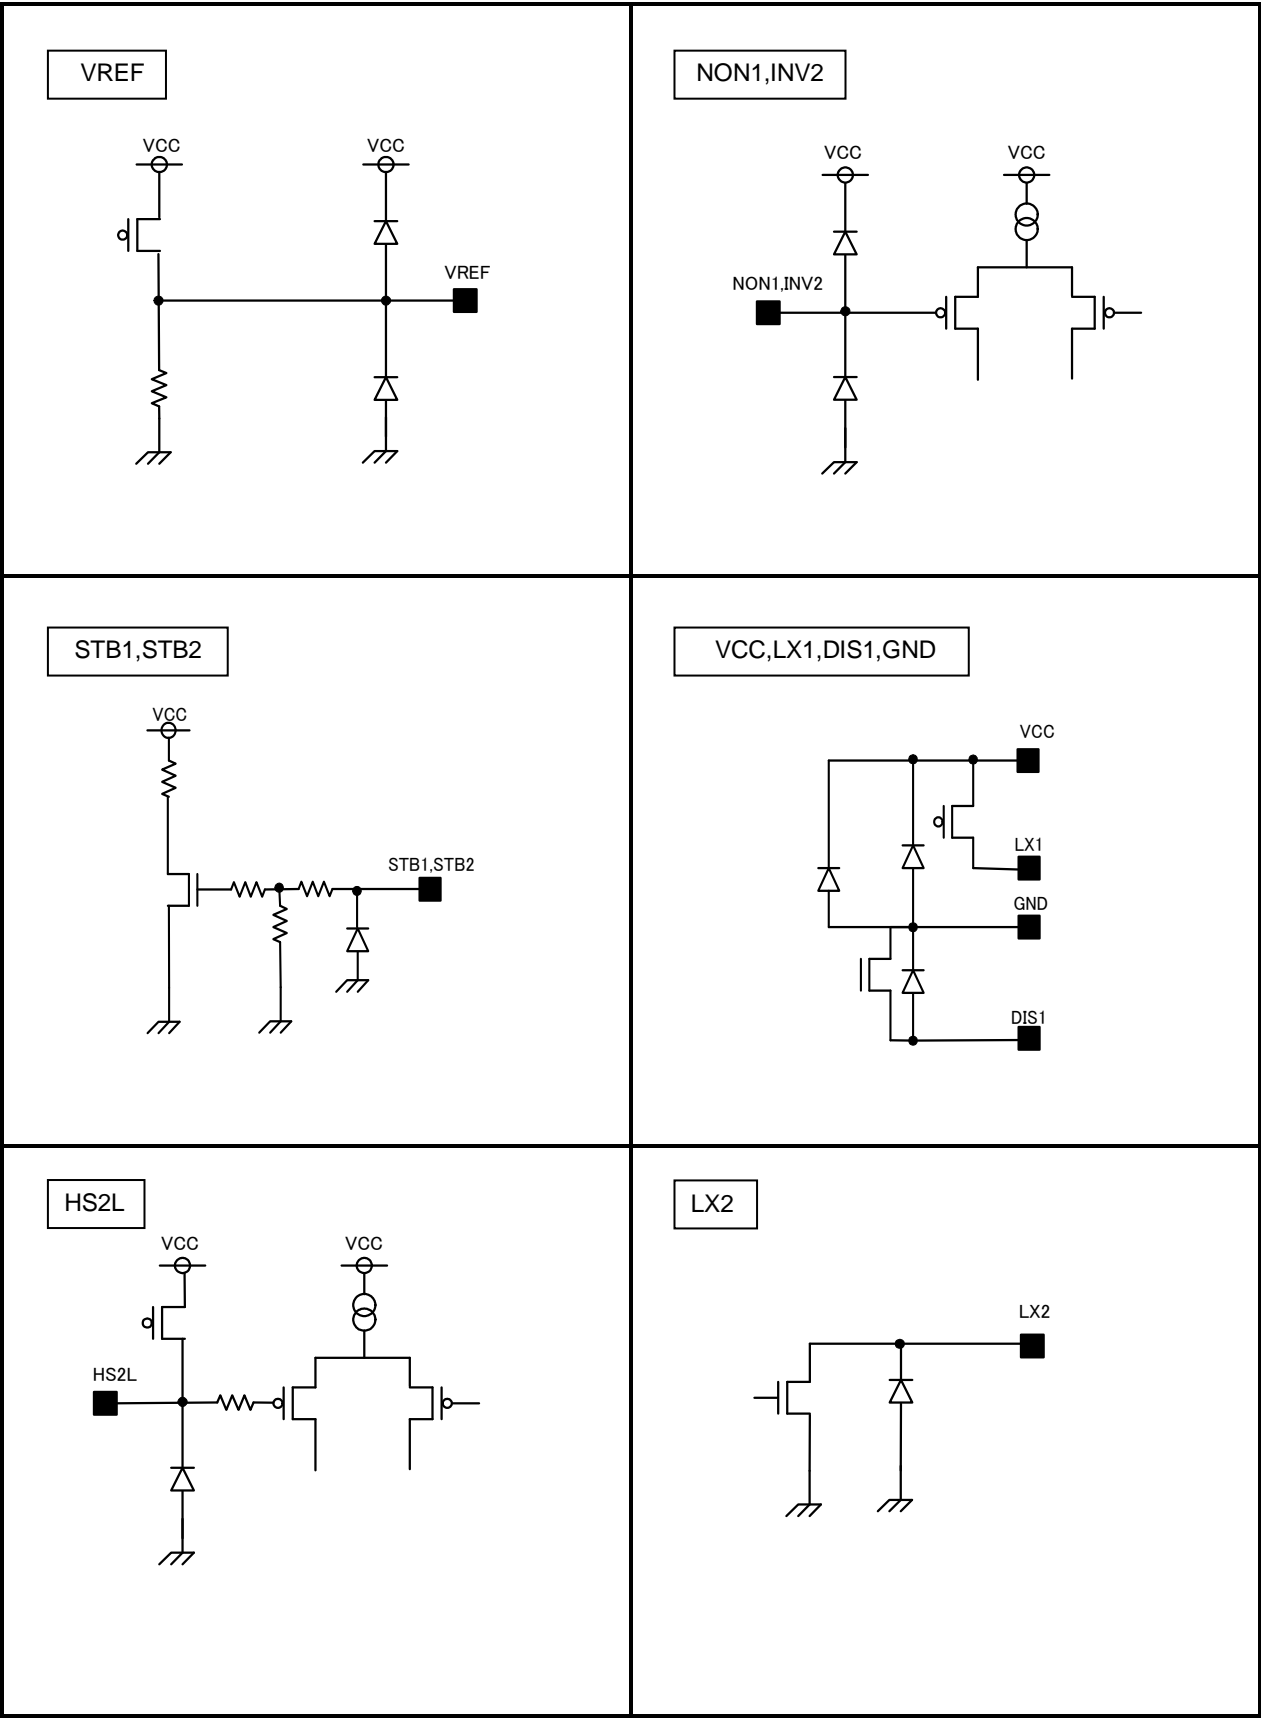 VREF
VCC
VCC
VREF
NON1,INV2
VCC
VCC
NON1,INV2
STB1,STB2
VCC
STB1,STB2
VCC,LX1,DIS1,GND
VCC
LX1
GND
DIS1
HS2L
VCC
VCC
HS2L
LX2
LX2